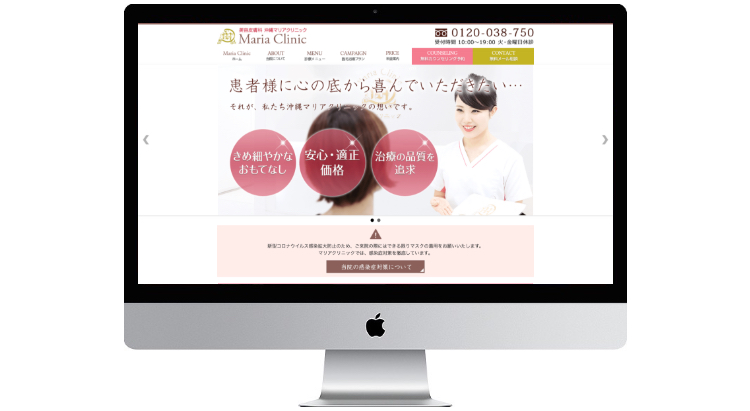 美容皮膚科 沖縄マリアクリニック
Maria Clinic
0120-038-750
受付時間 10:00〜19:00 火・金曜日休診
Maria Clinic
ホーム
ABOUT
当院について
MENU
診療メニュー
CAMPAIGN
PRICE
料金案内
COUNSELING
無料カウンセリング予約
CONTACT
無料メール相談
患者様に心の底から喜んでいただきたい…
それが、私たち沖縄マリアクリニックの想いです。
きめ細やかな
おもてなし
安心・適正
価格
治療の品質を
追求
新型コロナウイルス感染拡大防止のため、ご来院の際にはできる限りマスクの着用をお願いいたします。
マリアクリニックでは、感染症対策を徹底しています。
当院の感染症対策について